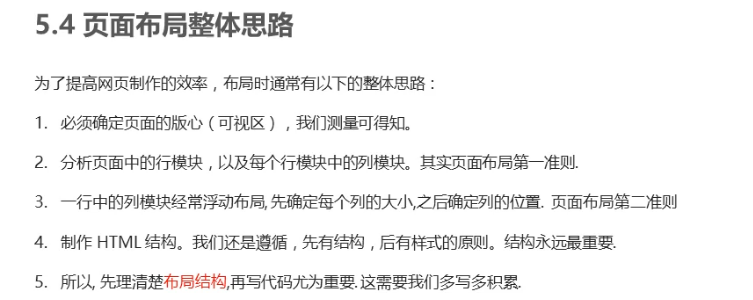 5.4 页面布局整体思路
为了提高网页制作的效率，布局时通常有以下的整体思路：
1. 必须确定页面的版心（可视区），我们测量可得知。
2. 分析页面中的行模块，以及每个行模块中的列模块。其实页面布局第一准则.
3. 一行中的列模块经常浮动布局, 先确定每个列的大小,之后确定列的位置. 页面布局第二准则
4. 制作 HTML 结构。我们还是遵循，先有结构，后有样式的原则。结构永远最重要.
5. 所以, 先理清楚布局结构,再写代码尤为重要. 这需要我们多写多积累.